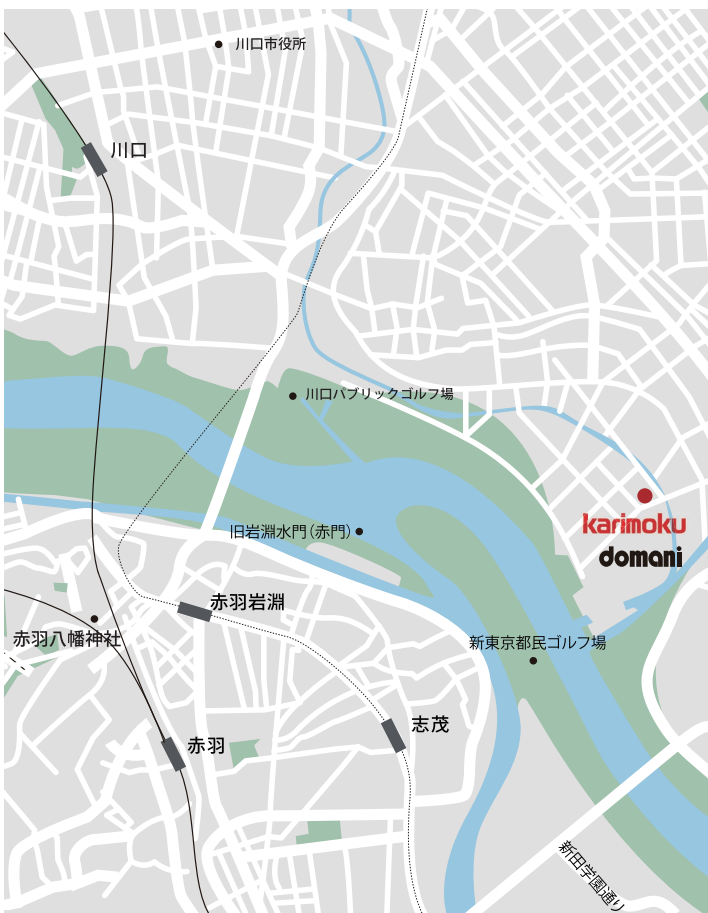 川口市役所
川口
川口パブリックゴルフ場
karimoku
domani
旧岩淵水門(赤門)
赤羽岩淵
赤羽八幡神社
新東京都民ゴルフ場
志茂
赤羽
新田学園通り